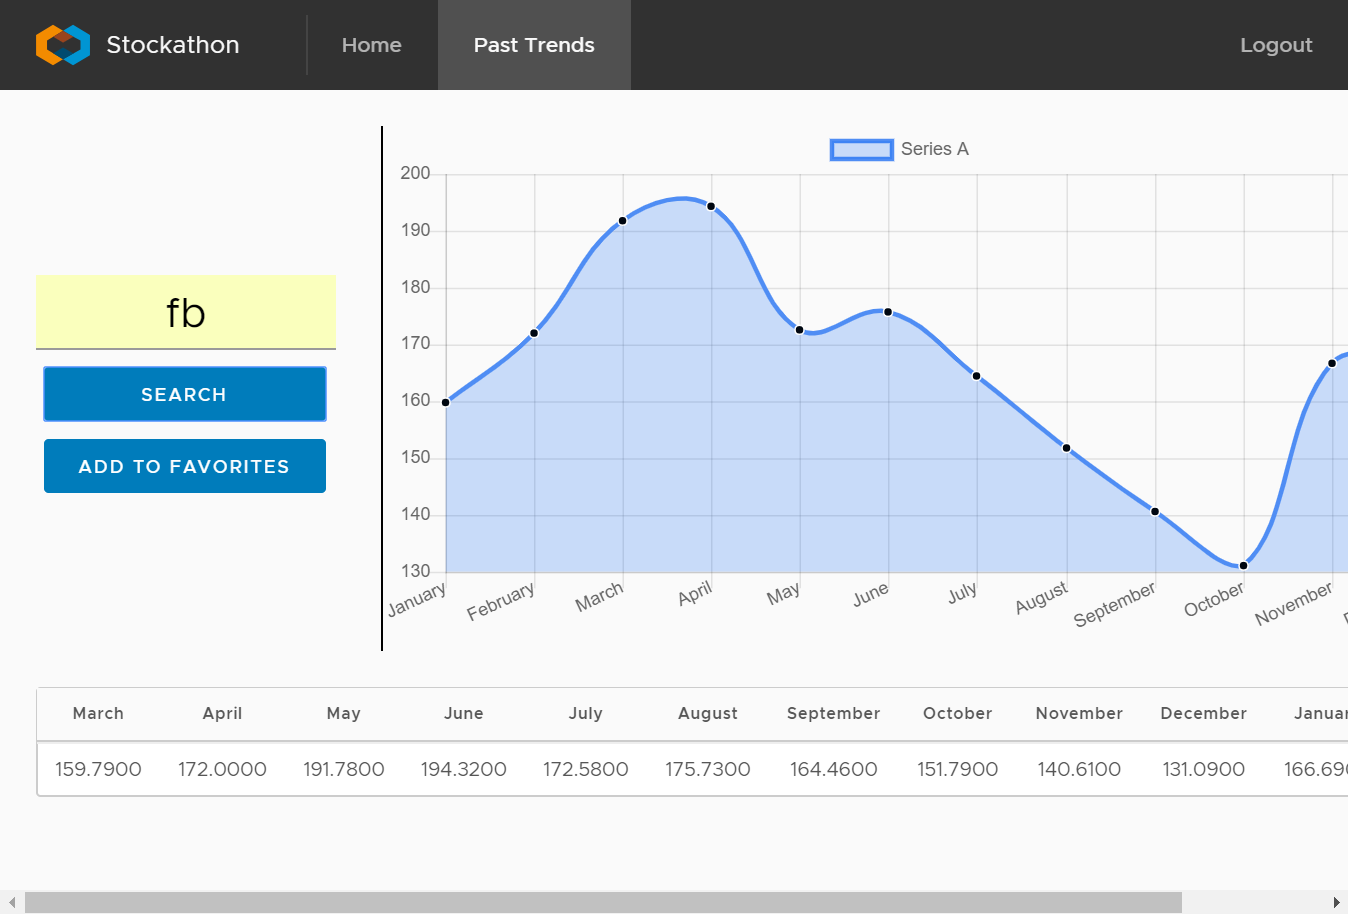 Stockathon
Home
Past Trends
Logout
fb
SEARCH
ADD TO FAVORITES
Series A
200
190
180
170
160
150
140
130
January
February
March
April
May
June
July
August
September
October
November
March April May June July August September October November December Januar
159.7900 172.0000 191.7800 194.3200 172.5800 175.7300 164.4600 151.7900 140.6100 131.0900 166.690